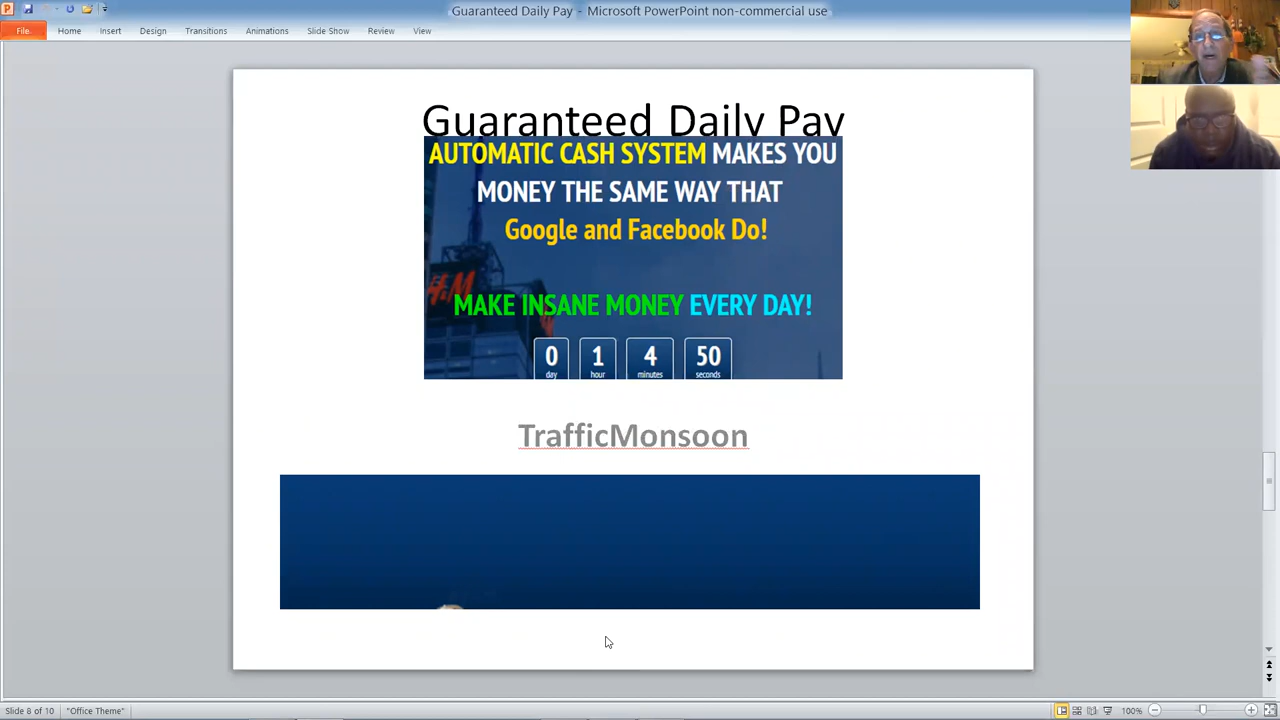 Guaranteed Daily Pay - Microsoft PowerPoint non-commercial use
File
Home
Insert
Design
Transitions
Animations
Slide Show
Review
View
Guaranteed Daily Pay
AUTOMATIC CASH SYSTEM MAKES YOU
MONEY THE SAME WAY THAT
Google and Facebook Do!
H&M
MAKE INSANE MONEY EVERY DAY!
0 1 4 50
day hour minutes seconds
TrafficMonsoon
Slide 8 of 10
"Office Theme"
100%